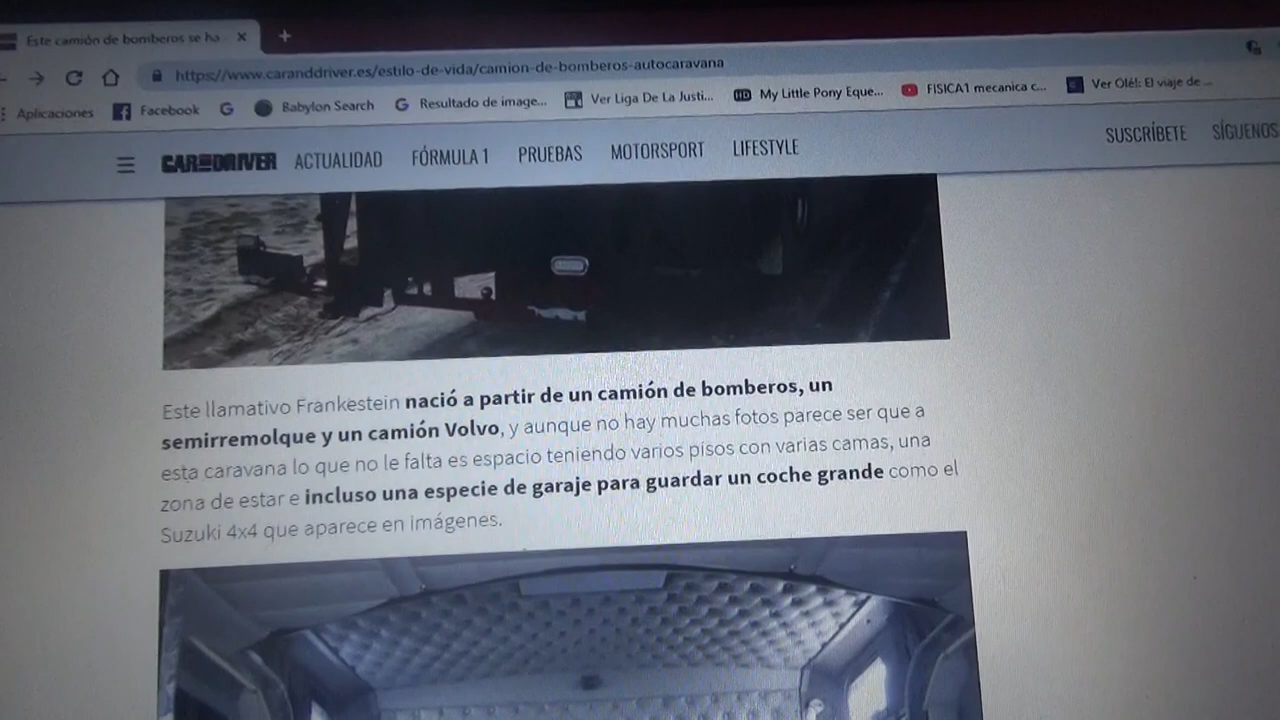 Este camión de bomberos se ha
https://www.caranddriver.es/estilo-de-vida/camion-de-bomberos-autocaravana
Aplicaciones Facebook Babylon Search Resultado de image... Ver Liga De La Justi... HD My Little Pony Eque... FISICA1 mecanica c... Ver Olé!: El viaje de ...
CAR AND DRIVER ACTUALIDAD FÓRMULA 1 PRUEBAS MOTORSPORT LIFESTYLE SUSCRÍBETE SÍGUENOS
Este llamativo Frankestein nació a partir de un camión de bomberos, un
semirremolque y un camión Volvo, y aunque no hay muchas fotos parece ser que a
esta caravana lo que no le falta es espacio teniendo varios pisos con varias camas, una
zona de estar e incluso una especie de garaje para guardar un coche grande como el
Suzuki 4x4 que aparece en imágenes.